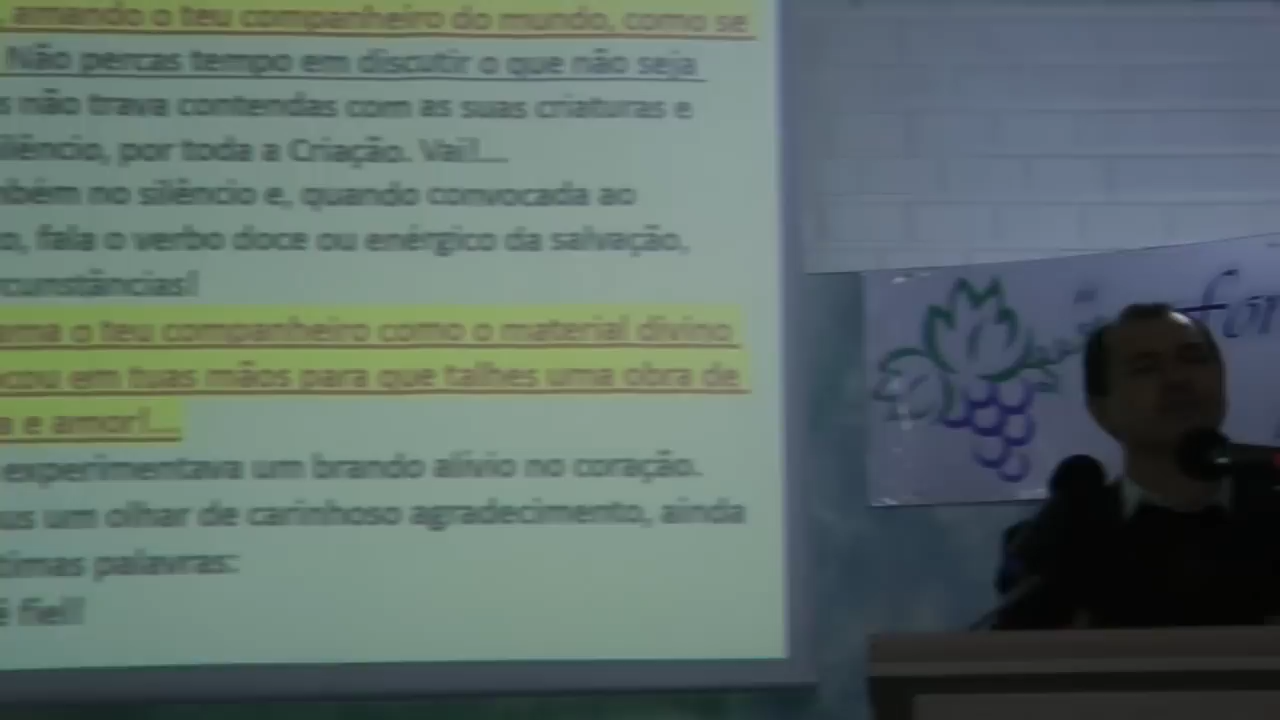 , amando o teu companheiro do mundo, como se
Não percas tempo em discutir o que não seja
s não trava contendas com as suas criaturas e
ilêncio, por toda a Criação. Vai!...
mbém no silêncio e, quando convocada ao
o, fala o verbo doce ou enérgico da salvação,
rcunstâncias!
ama o teu companheiro como o material divino
ocou em tuas mãos para que talhes uma obra de
a e amor!...
experimentava um brando alívio no coração.
us um olhar de carinhoso agradecimento, ainda
timas palavras:
ê fiel!